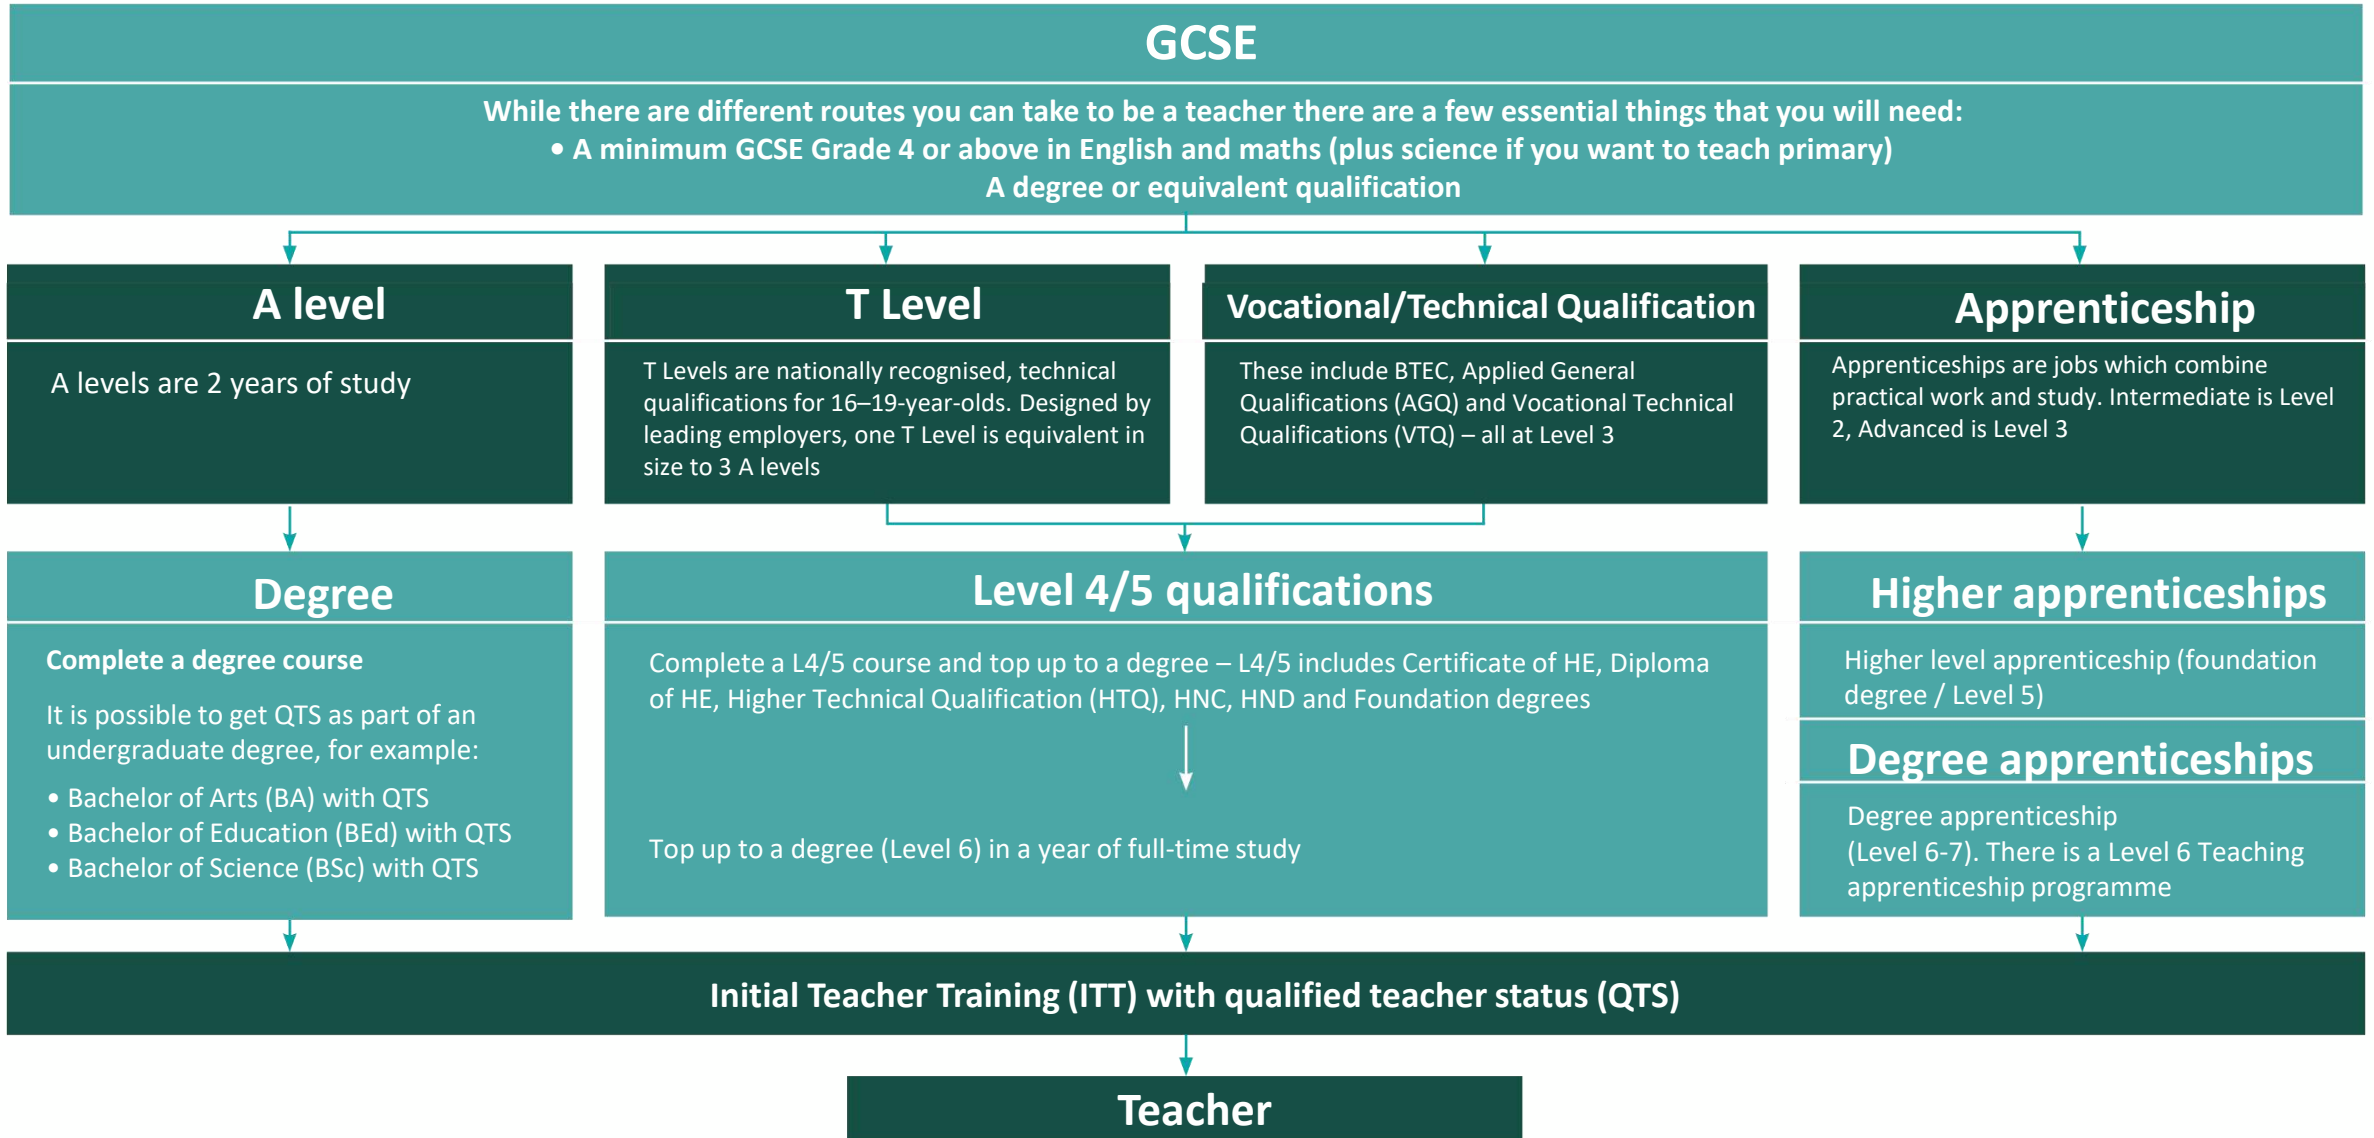 GCSE
While there are different routes you can take to be a teacher there are a few essential things that you will need:
• A minimum GCSE Grade 4 or above in English and maths (plus science if you want to teach primary)
A degree or equivalent qualification
A level
A levels are 2 years of study
T Level
T Levels are nationally recognised, technical
qualifications for 16–19-year-olds. Designed by
leading employers, one T Level is equivalent in
size to 3 A levels
Vocational/Technical Qualification
These include BTEC, Applied General
Qualifications (AGQ) and Vocational Technical
Qualifications (VTQ) – all at Level 3
Apprenticeship
Apprenticeships are jobs which combine
practical work and study. Intermediate is Level
2, Advanced is Level 3
Degree
Complete a degree course
It is possible to get QTS as part of an
undergraduate degree, for example:
• Bachelor of Arts (BA) with QTS
• Bachelor of Education (BEd) with QTS
• Bachelor of Science (BSc) with QTS
Level 4/5 qualifications
Complete a L4/5 course and top up to a degree – L4/5 includes Certificate of HE, Diploma
of HE, Higher Technical Qualification (HTQ), HNC, HND and Foundation degrees
Top up to a degree (Level 6) in a year of full-time study
Higher apprenticeships
Higher level apprenticeship (foundation
degree / Level 5)
Degree apprenticeships
Degree apprenticeship
(Level 6-7). There is a Level 6 Teaching
apprenticeship programme
Initial Teacher Training (ITT) with qualified teacher status (QTS)
Teacher